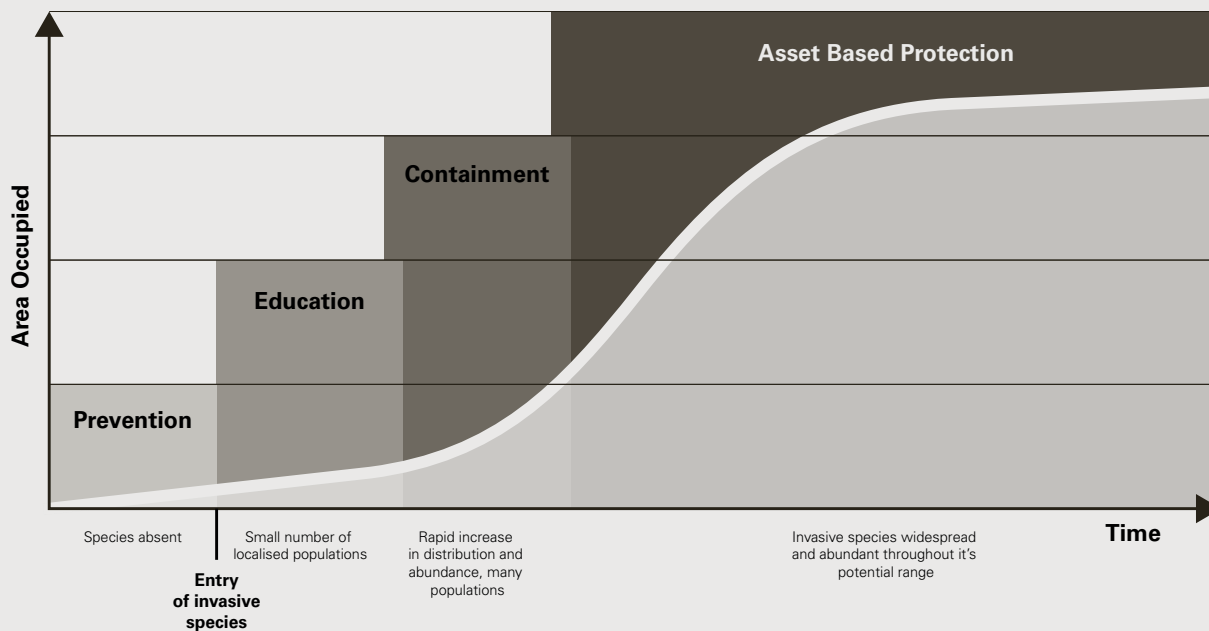 Asset Based Protection
Containment
Education
Prevention
Area Occupied
Time
Species absent
Small number of
localised populations
Rapid increase
in distribution and
abundance, many
populations
Invasive species widespread
and abundant throughout it’s
potential range
Entry
of invasive
species